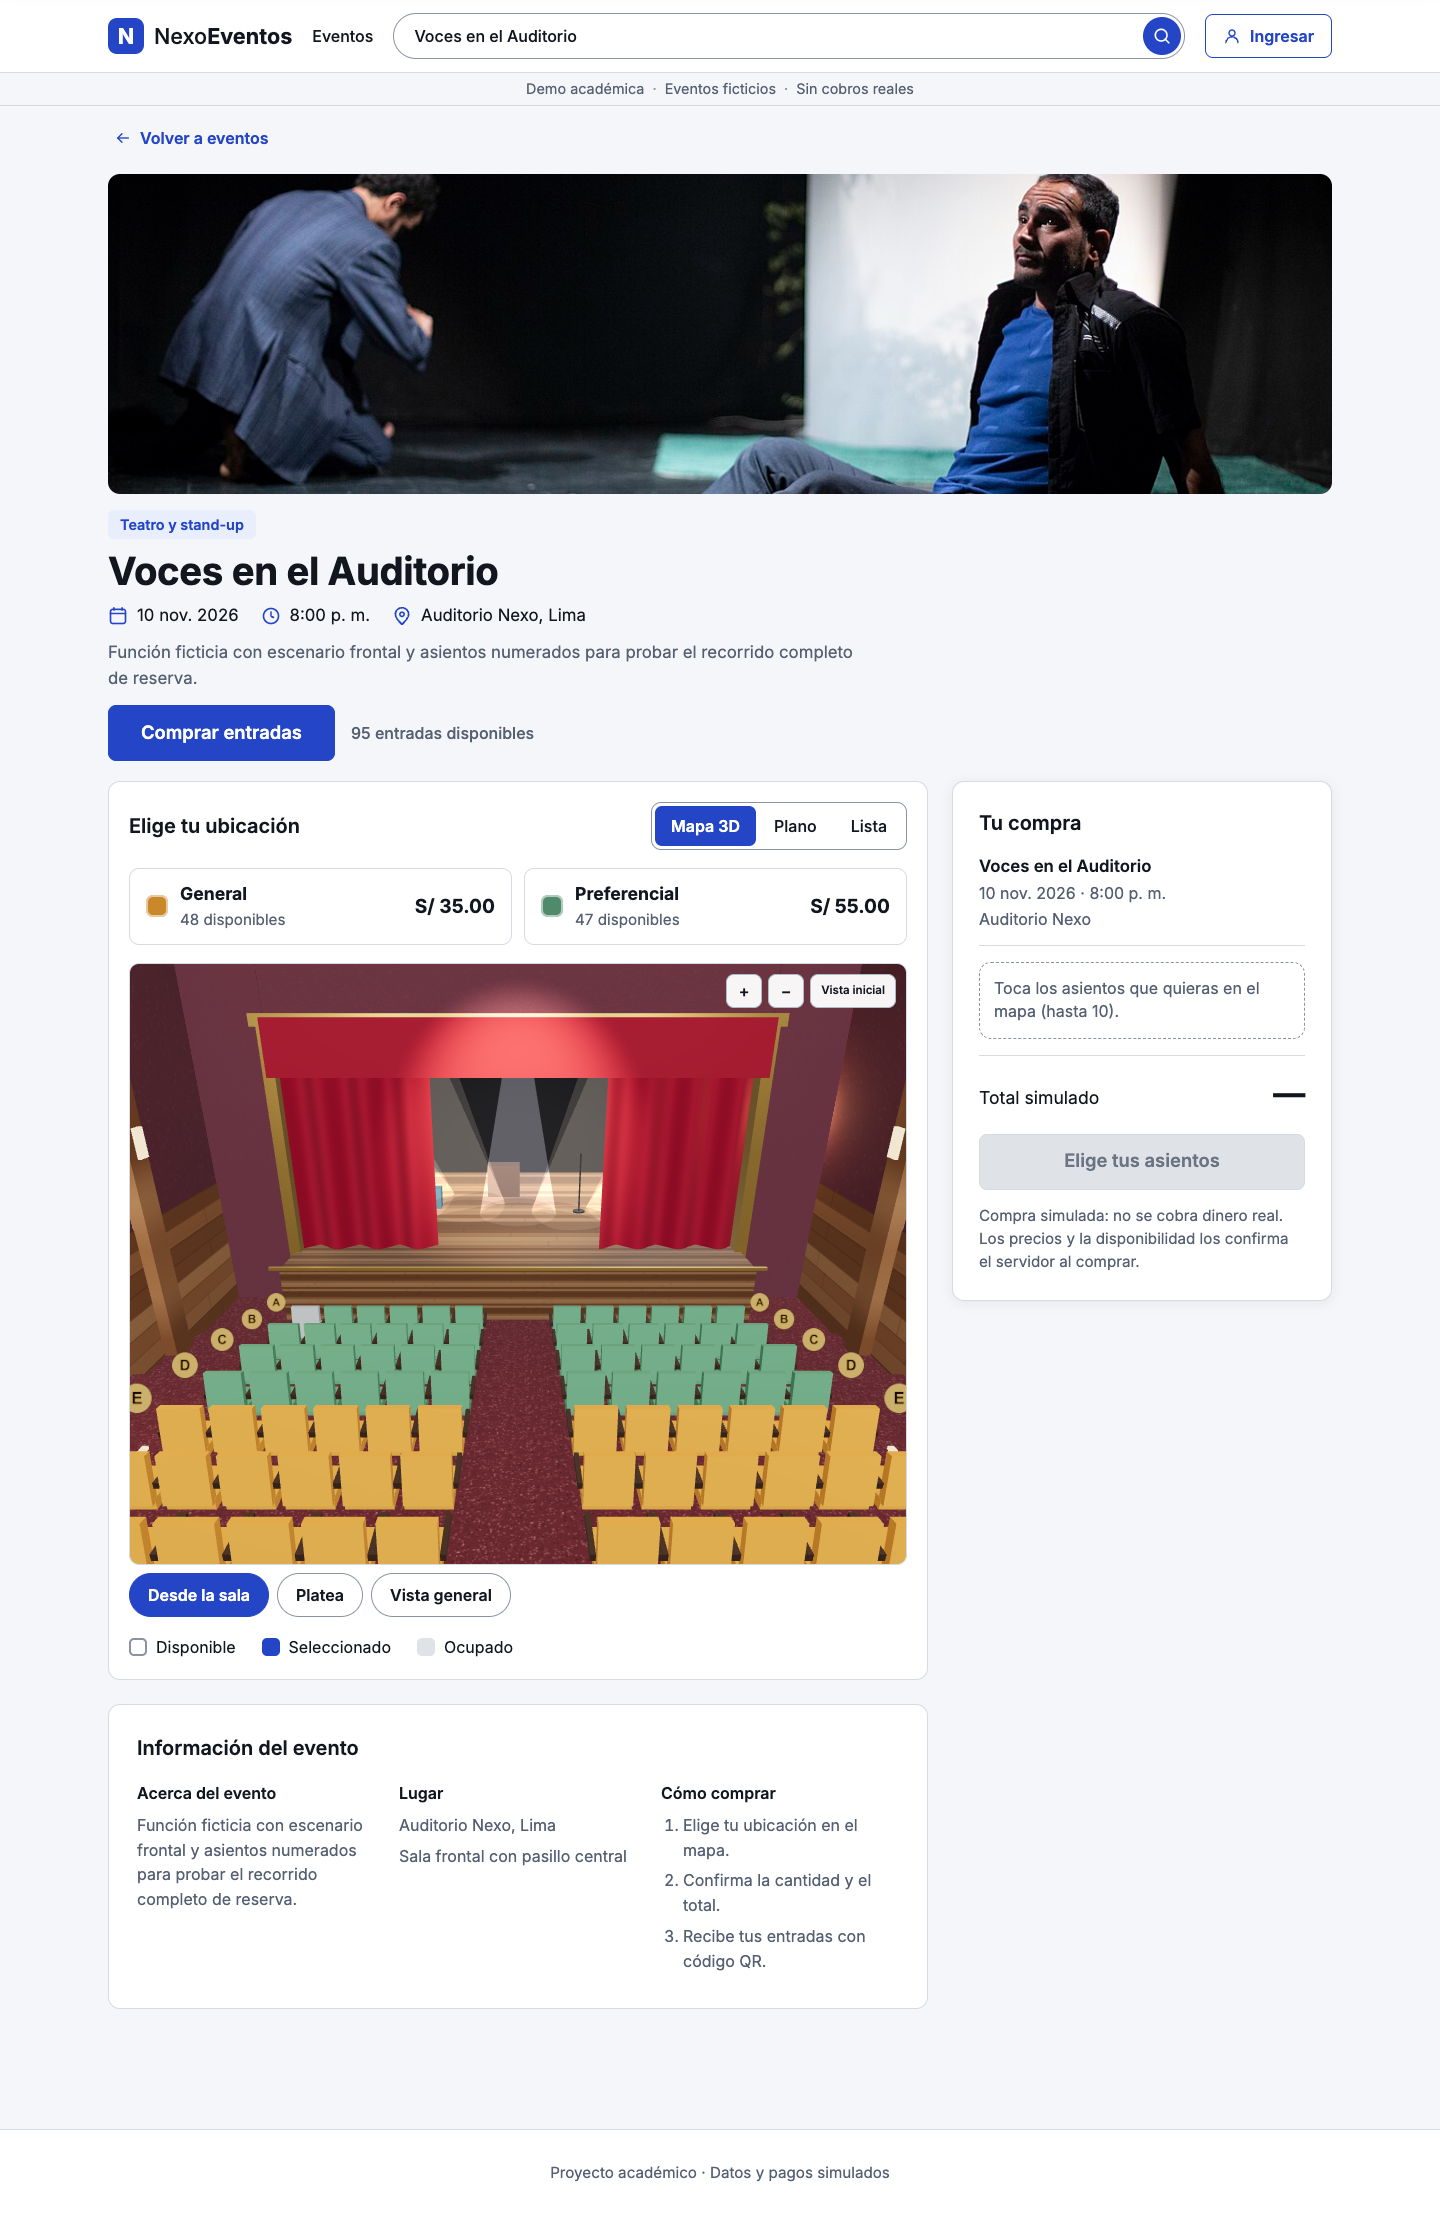 N NexoEventos Eventos Voces en el Auditorio Ingresar
Demo académica · Eventos ficticios · Sin cobros reales
← Volver a eventos
Teatro y stand-up
Voces en el Auditorio
10 nov. 2026 8:00 p. m. Auditorio Nexo, Lima
Función ficticia con escenario frontal y asientos numerados para probar el recorrido completo
de reserva.
Comprar entradas 95 entradas disponibles
Elige tu ubicación
Mapa 3D Plano Lista
General
48 disponibles
S/ 35.00
Preferencial
47 disponibles
S/ 55.00
+ − Vista inicial
A A
B B
C C
D D
E E
Desde la sala Platea Vista general
Disponible Seleccionado Ocupado
Tu compra
Voces en el Auditorio
10 nov. 2026 · 8:00 p. m.
Auditorio Nexo
Toca los asientos que quieras en el
mapa (hasta 10).
Total simulado —
Elige tus asientos
Compra simulada: no se cobra dinero real.
Los precios y la disponibilidad los confirma
el servidor al comprar.
Información del evento
Acerca del evento
Función ficticia con escenario
frontal y asientos numerados
para probar el recorrido
completo de reserva.
Lugar
Auditorio Nexo, Lima
Sala frontal con pasillo central
Cómo comprar
1. Elige tu ubicación en el
mapa.
2. Confirma la cantidad y el
total.
3. Recibe tus entradas con
código QR.
Proyecto académico · Datos y pagos simulados